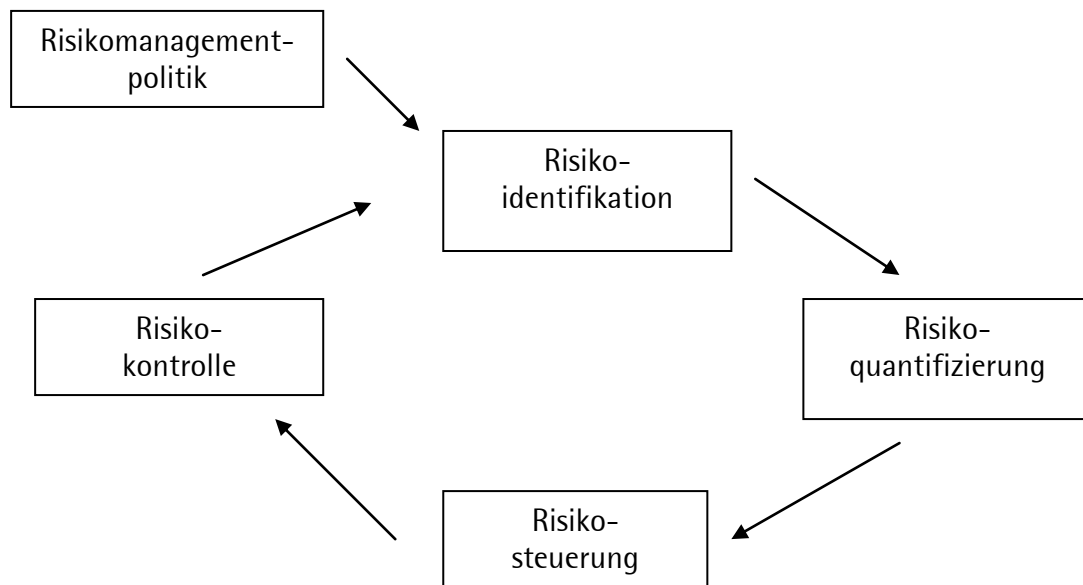 Risikomanagement-
politik
Risiko-
identifikation
Risiko-
kontrolle
Risiko-
quantifizierung
Risiko-
steuerung